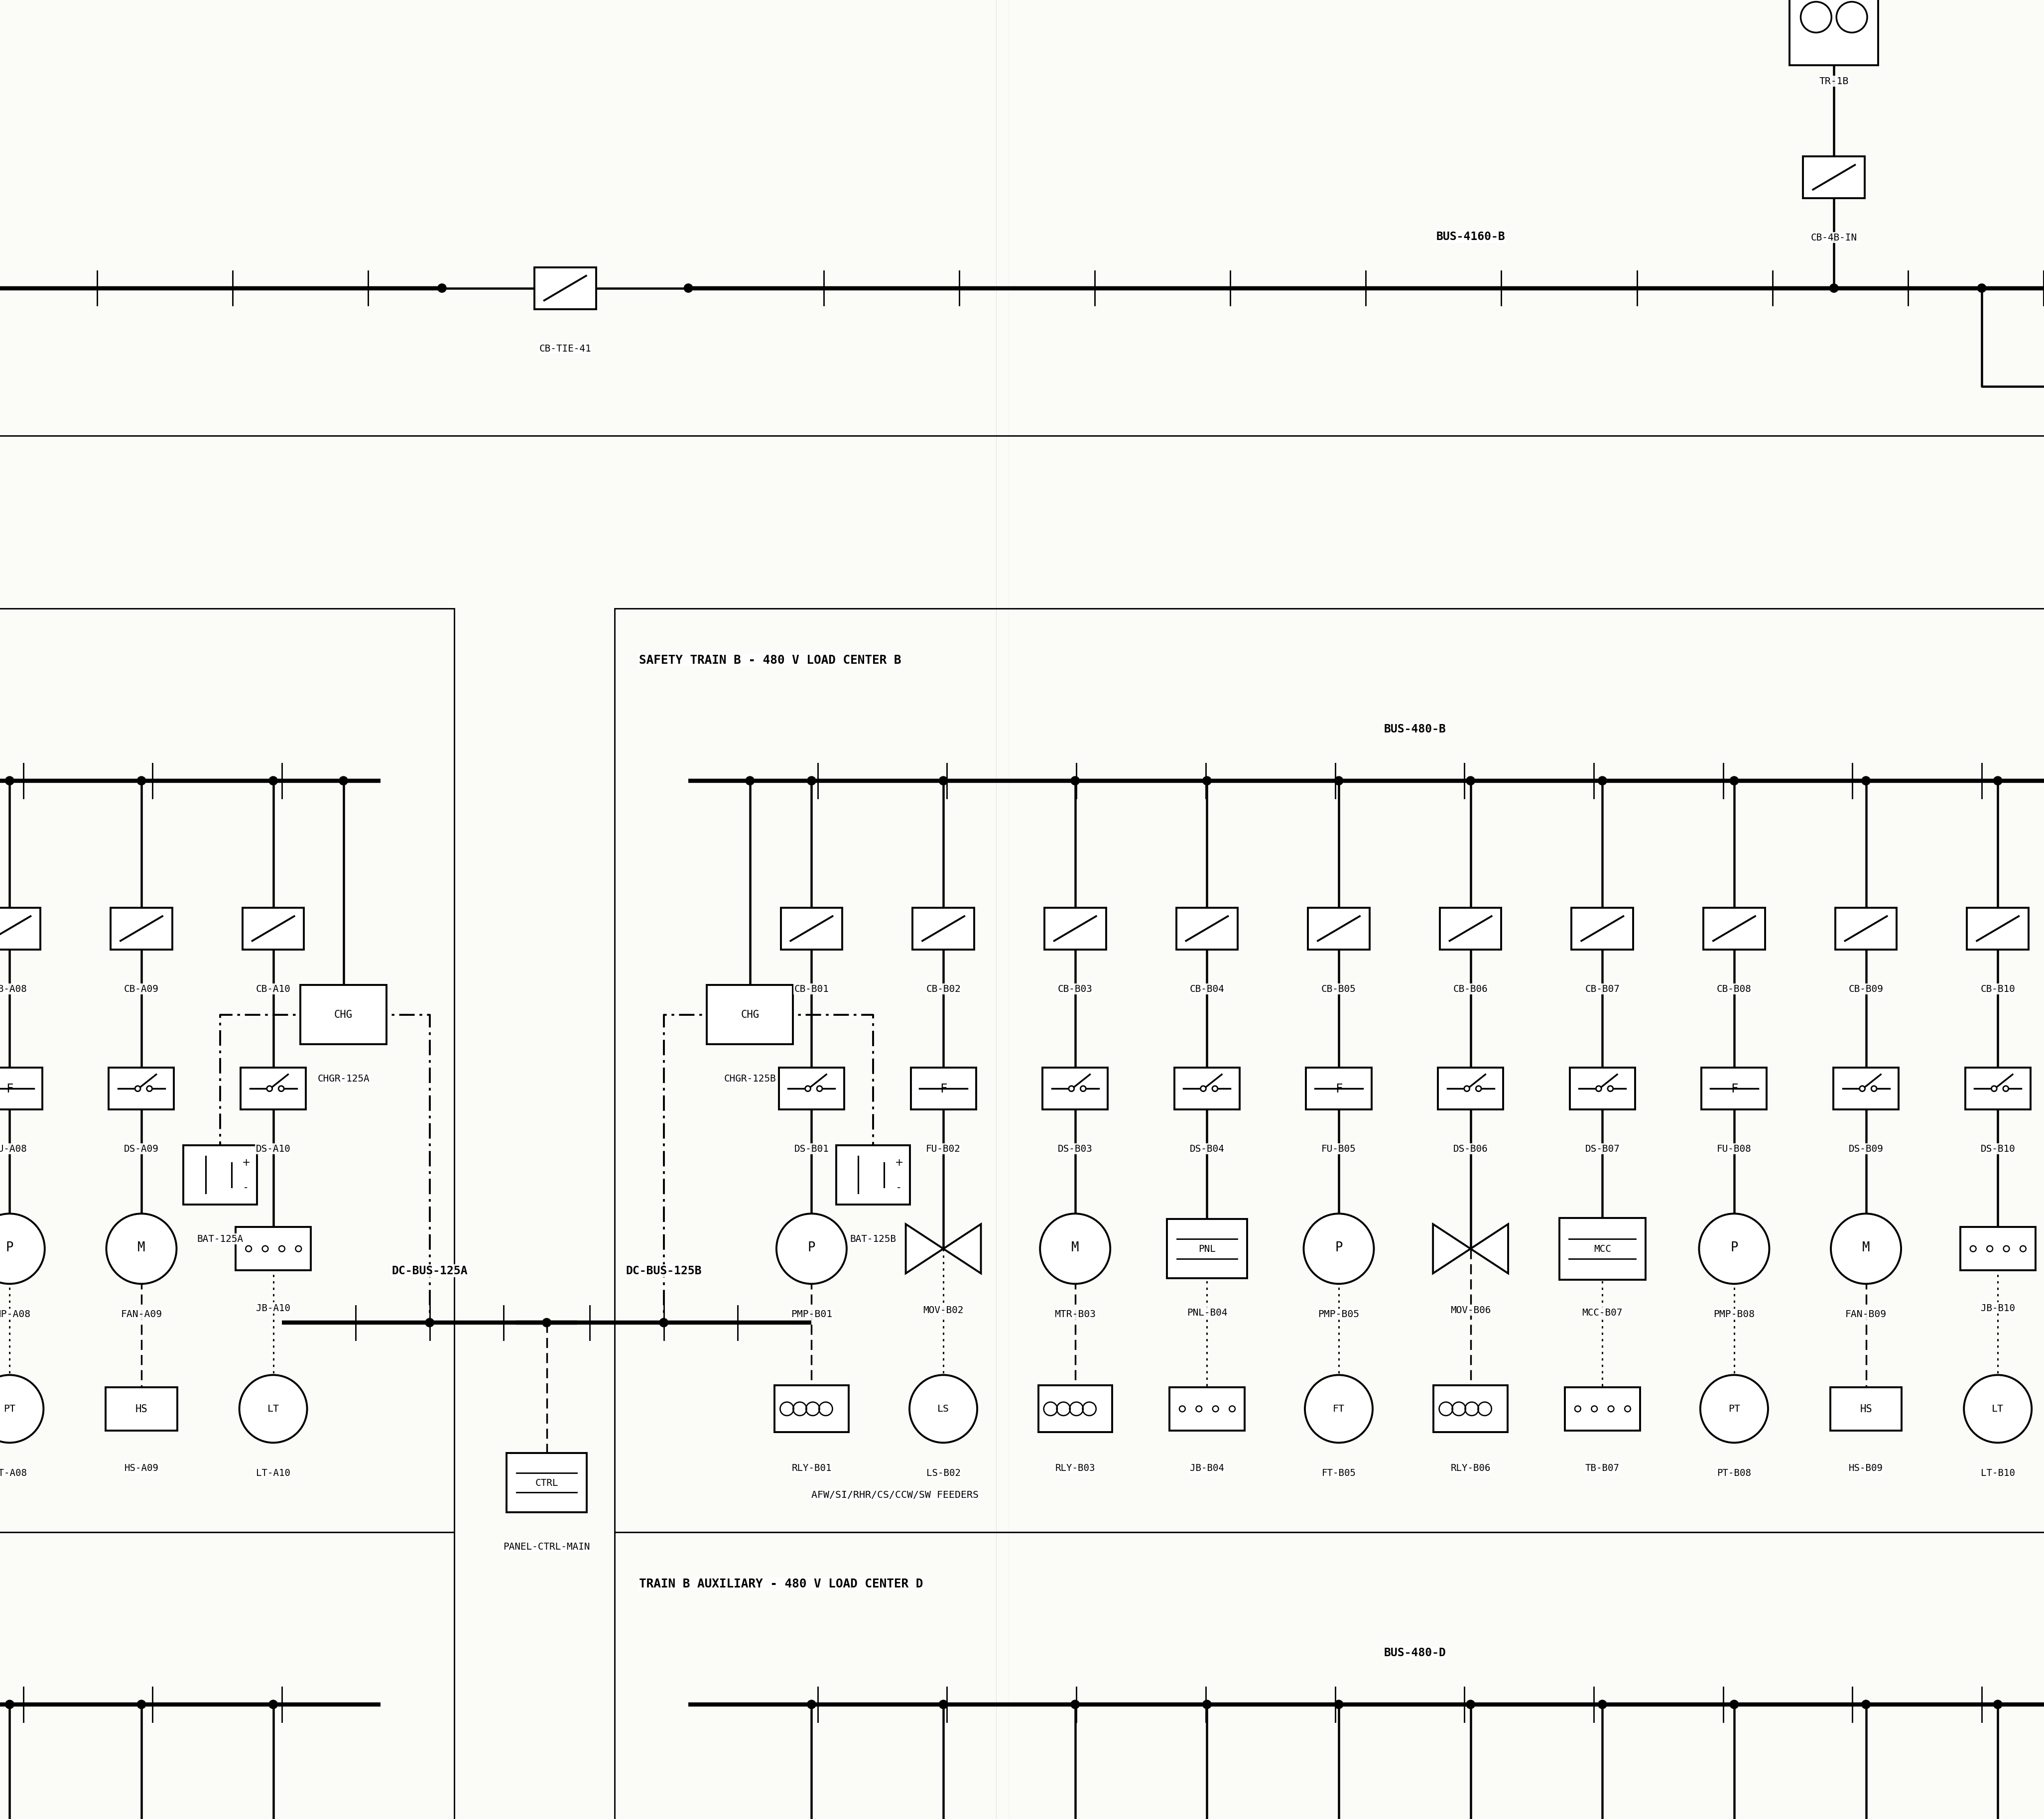 TR-1B
BUS-4160-B
CB-4B-IN
CB-TIE-41
SAFETY TRAIN B - 480 V LOAD CENTER B
BUS-480-B
CB-A09
CB-A10
CB-B01
CB-B02
CB-B03
CB-B04
CB-B05
CB-B06
CB-B07
CB-B08
CB-B09
CB-B10
CHG
CHG
CHGR-125A
CHGR-125B
F
F
F
F
DS-A09
DS-A10
DS-B01
FU-B02
DS-B03
DS-B04
FU-B05
DS-B06
DS-B07
FU-B08
DS-B09
DS-B10
+
-
+
-
BAT-125A
BAT-125B
P
M
P
M
PNL
P
MCC
P
M
DC-BUS-125A
DC-BUS-125B
FAN-A09
JB-A10
PMP-B01
MOV-B02
MTR-B03
PNL-B04
PMP-B05
MOV-B06
MCC-B07
PMP-B08
FAN-B09
JB-B10
PT
HS
LT
LS
FT
PT
HS
LT
HS-A09
LT-A10
RLY-B01
LS-B02
RLY-B03
JB-B04
FT-B05
RLY-B06
TB-B07
PT-B08
HS-B09
LT-B10
CTRL
AFW/SI/RHR/CS/CCW/SW FEEDERS
PANEL-CTRL-MAIN
TRAIN B AUXILIARY - 480 V LOAD CENTER D
BUS-480-D